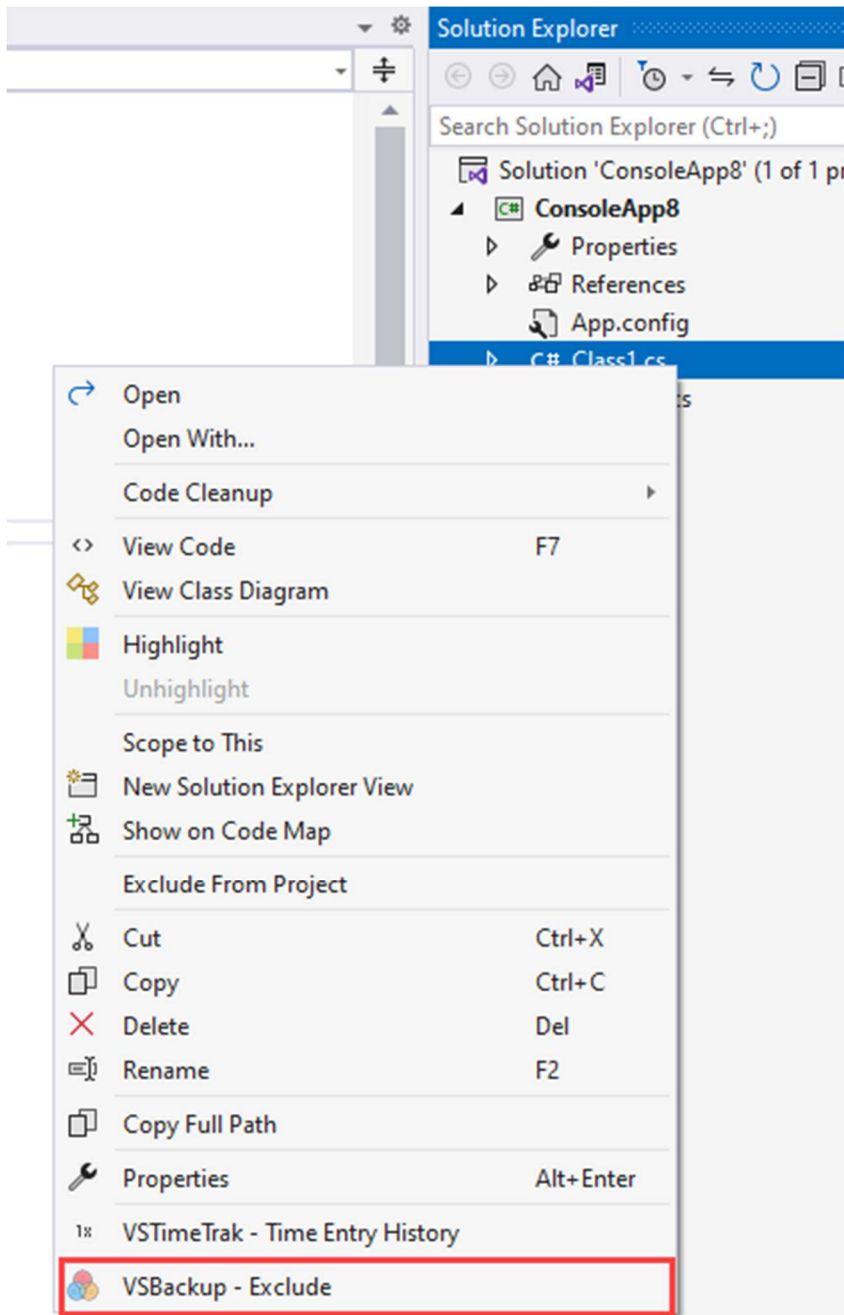 Solution Explorer
Search Solution Explorer (Ctrl+;)
Solution 'ConsoleApp8' (1 of 1 pr
C# ConsoleApp8
Properties
References
App.config
C# Class1.cs
cs
Open
Open With...
Code Cleanup
View Code F7
View Class Diagram
Highlight
Unhighlight
Scope to This
New Solution Explorer View
Show on Code Map
Exclude From Project
Cut Ctrl+X
Copy Ctrl+C
Delete Del
Rename F2
Copy Full Path
Properties Alt+Enter
VSTimeTrak - Time Entry History
VSBackup - Exclude